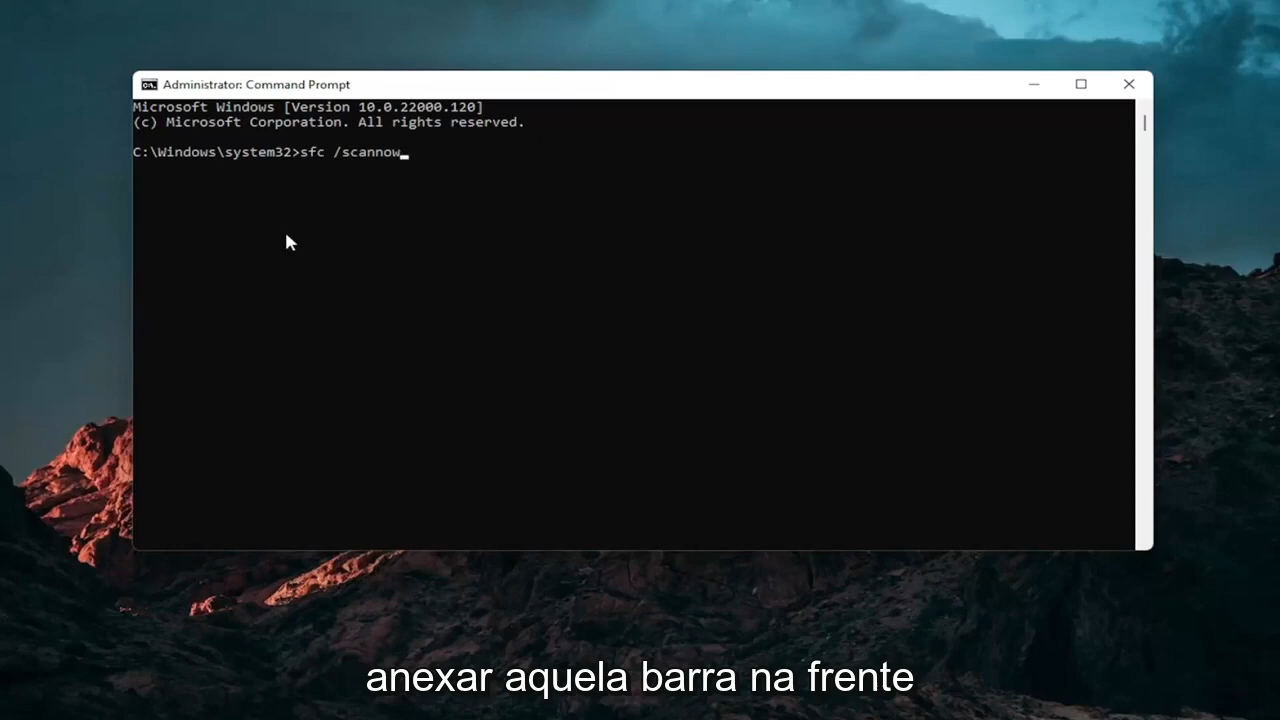 Administrator: Command Prompt
Microsoft Windows [Version 10.0.22000.120]
(c) Microsoft Corporation. All rights reserved.
C:\Windows\system32>sfc /scannow
anexar aquela barra na frente